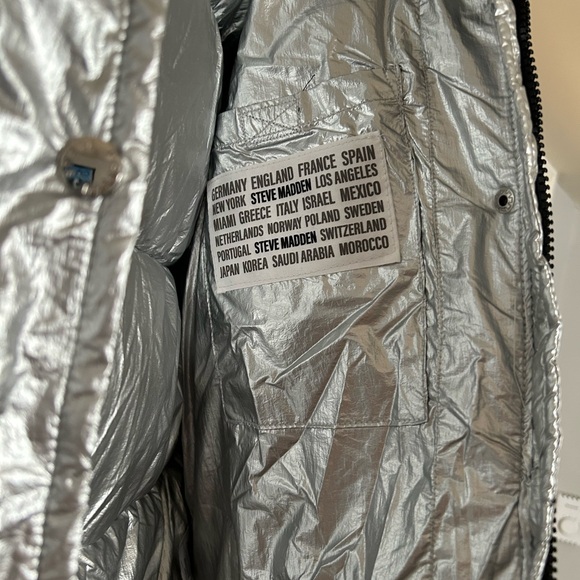 GERMANY ENGLAND FRANCE SPAIN
NEW YORK STEVE MADDEN LOS ANGELES
MIAMI GREECE ITALY ISRAEL MEXICO
NETHERLANDS NORWAY POLAND SWEDEN
PORTUGAL STEVE MADDEN SWITZERLAND
JAPAN KOREA SAUDI ARABIA MOROCCO